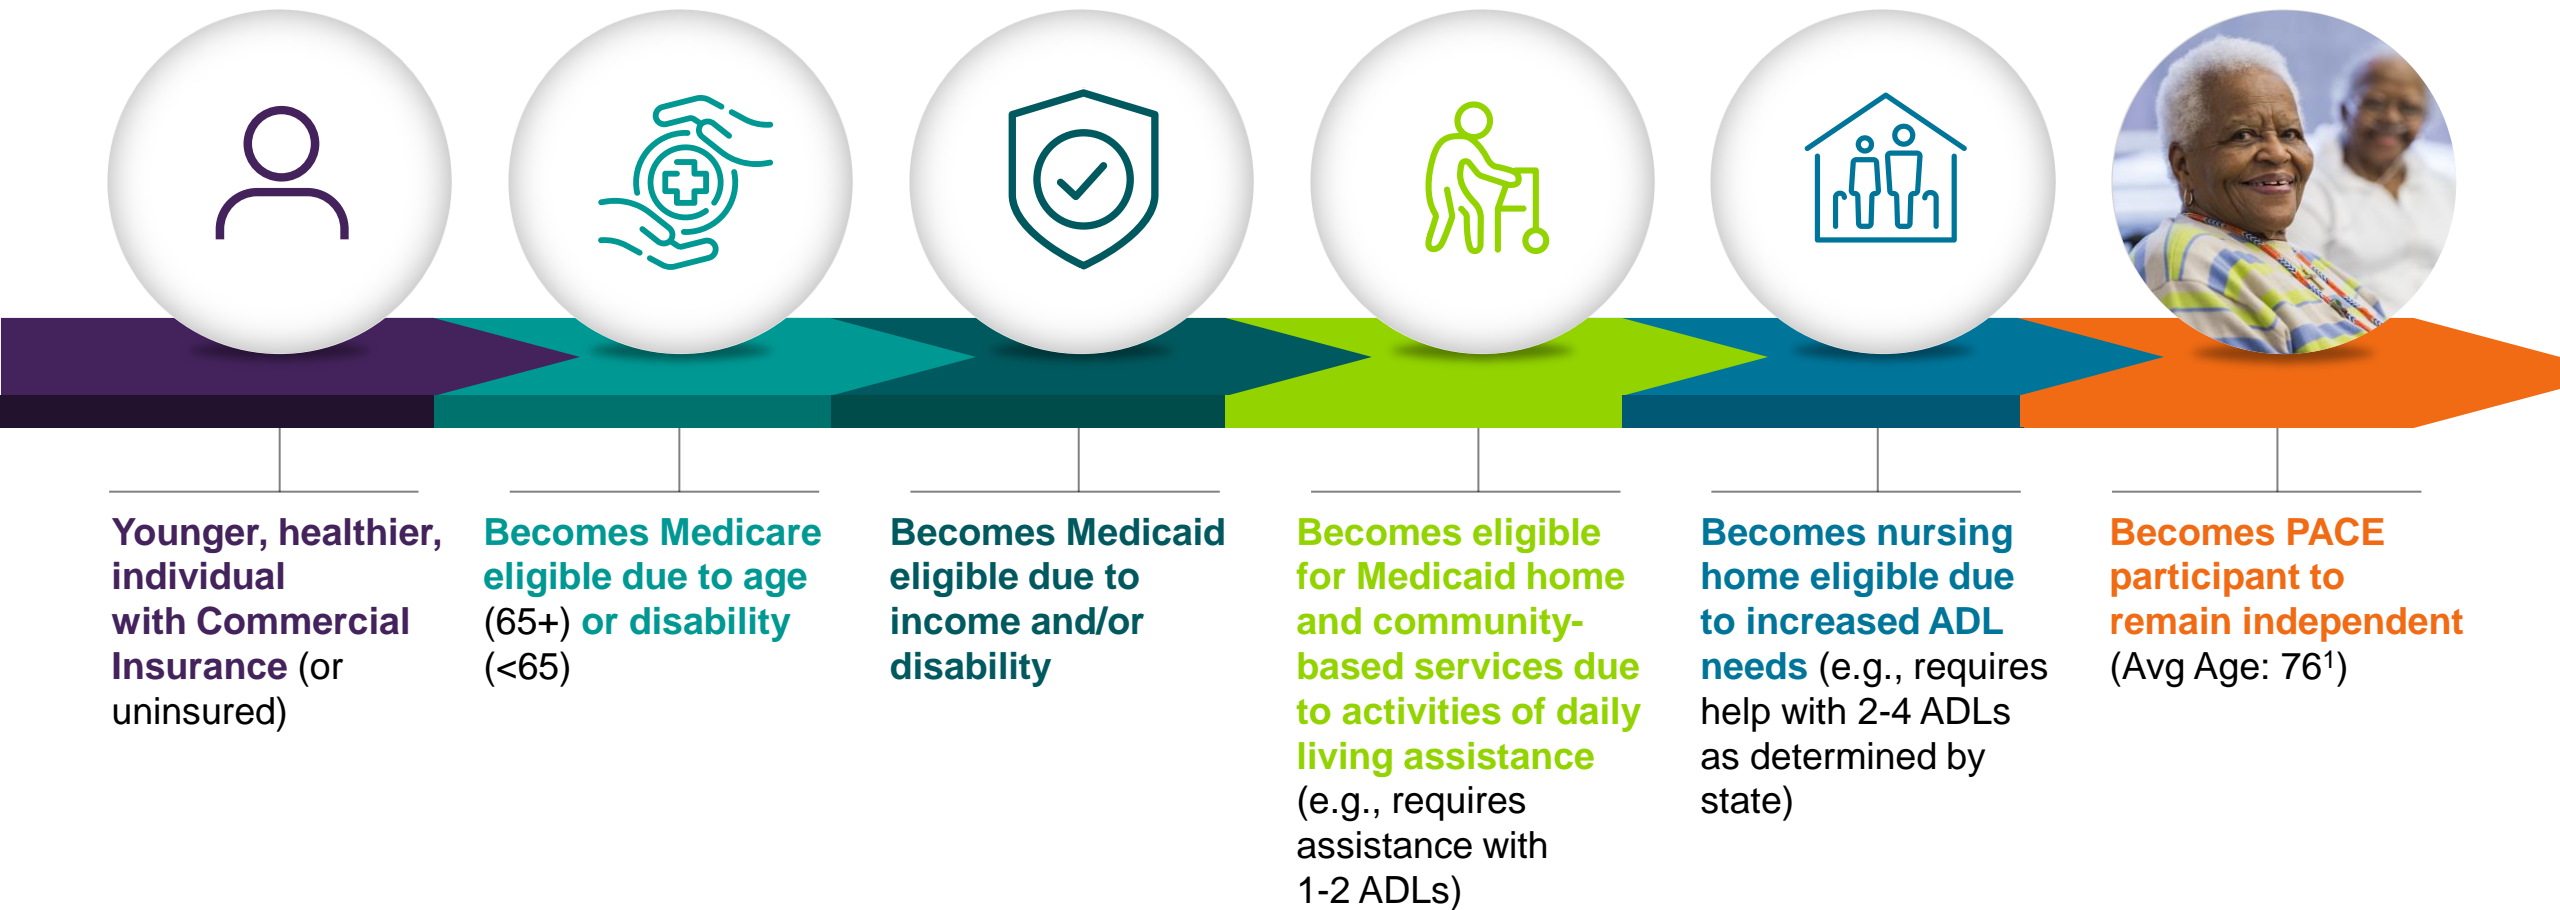 Younger, healthier,
individual
with Commercial
Insurance (or
uninsured)
Becomes Medicare
eligible due to age
(65+) or disability
(<65)
Becomes Medicaid
eligible due to
income and/or
disability
Becomes eligible
for Medicaid home
and community-
based services due
to activities of daily
living assistance
(e.g., requires
assistance with
1-2 ADLs)
Becomes nursing
home eligible due
to increased ADL
needs (e.g., requires
help with 2-4 ADLs
as determined by
state)
Becomes PACE
participant to
remain independent
(Avg Age: 76¹)